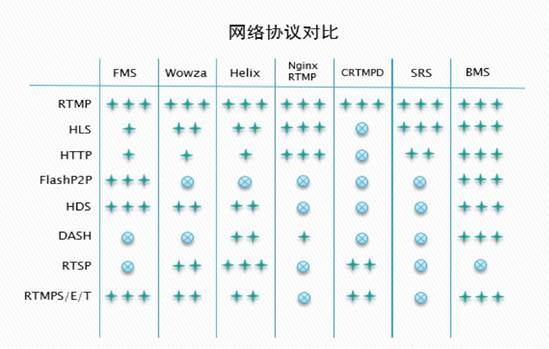 网络协议对比
FMS Wowza Helix Nginx RTMP CRTMPD SRS BMS
RTMP
HLS
HTTP
FlashP2P
HDS
DASH
RTSP
RTMPS/E/T